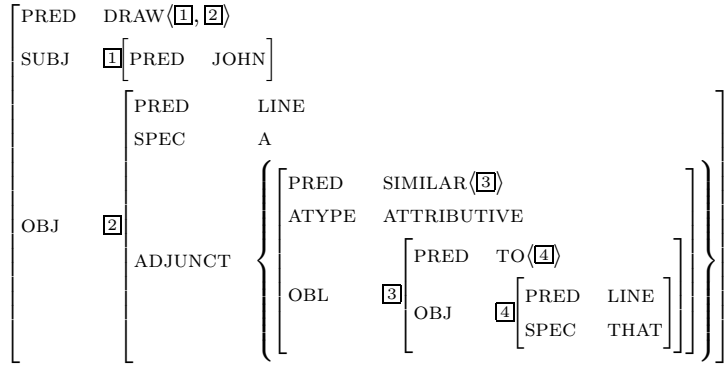 PRED DRAW⟨1, 2⟩
SUBJ 1 PRED JOHN
PRED LINE
SPEC A
PRED SIMILAR⟨3⟩
ATYPE ATTRIBUTIVE
OBJ 2
PRED TO⟨4⟩
ADJUNCT
PRED LINE
OBL 3
OBJ 4
SPEC THAT